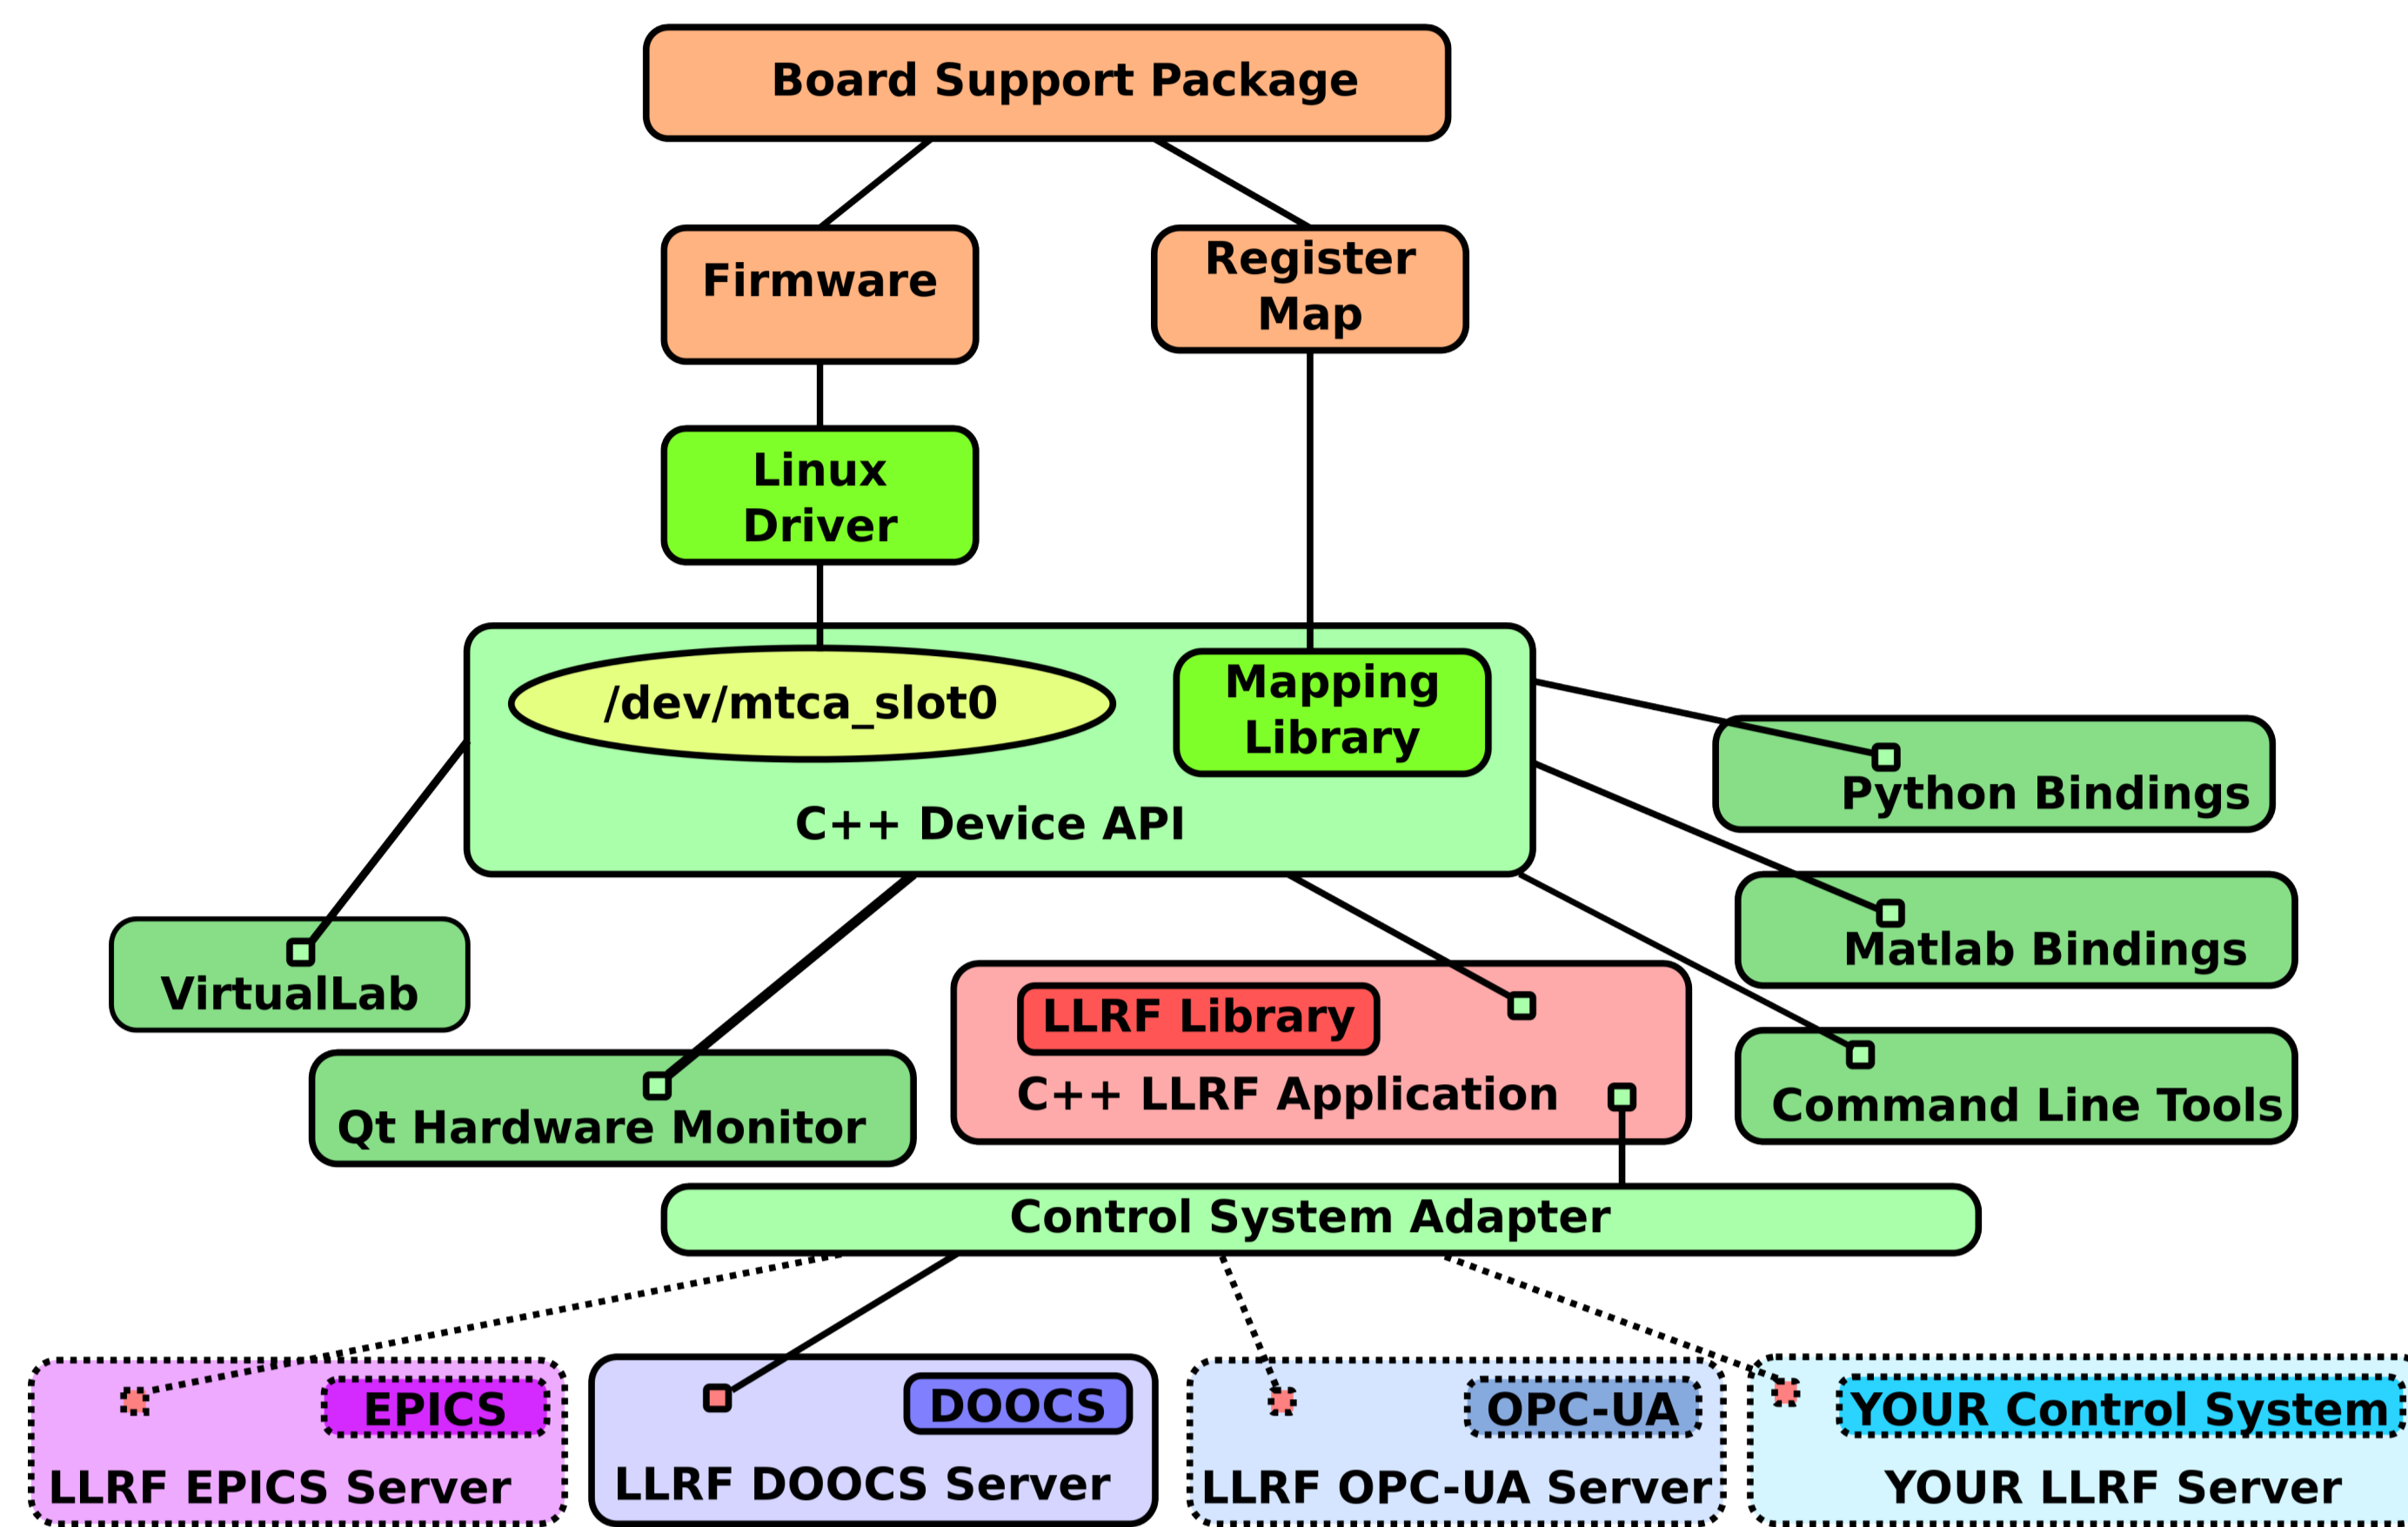 Board Support Package
Firmware
Register
Map
Linux
Driver
/dev/mtca_slot0
Mapping
Library
C++ Device API
Python Bindings
Matlab Bindings
VirtualLab
LLRF Library
C++ LLRF Application
Command Line Tools
Qt Hardware Monitor
Control System Adapter
EPICS
LLRF EPICS Server
DOOCS
LLRF DOOCS Server
OPC-UA
LLRF OPC-UA Server
YOUR Control System
YOUR LLRF Server